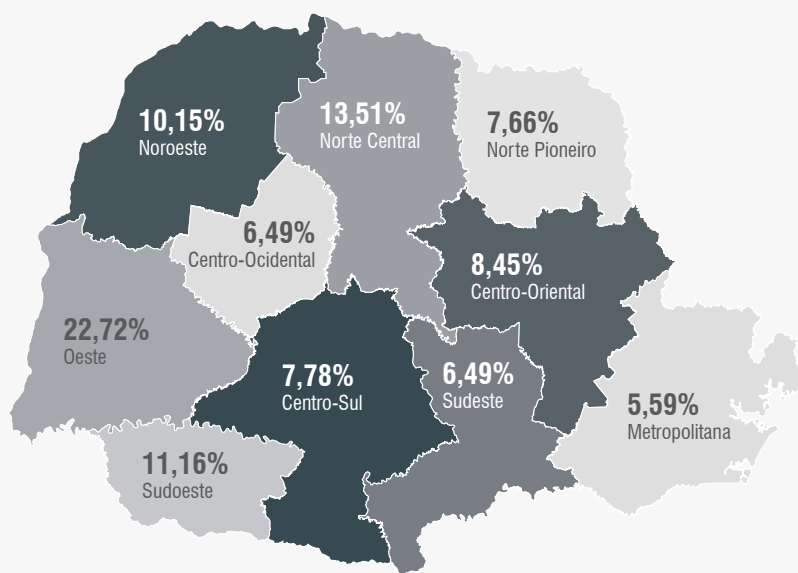 10,15%
Noroeste
13,51%
Norte Central
7,66%
Norte Pioneiro
6,49%
Centro-Ocidental
8,45%
Centro-Oriental
22,72%
Oeste
7,78%
Centro-Sul
6,49%
Sudeste
5,59%
Metropolitana
11,16%
Sudoeste